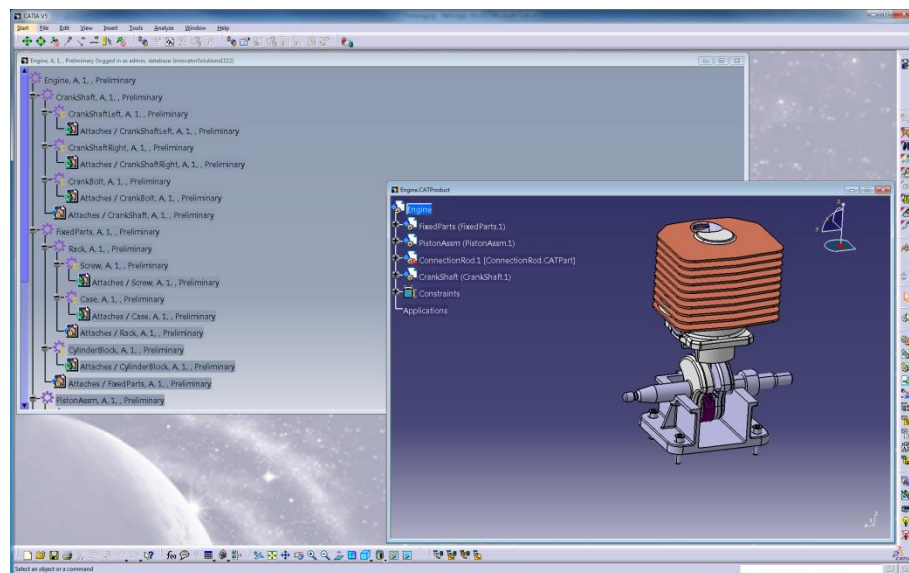 CATIA V5
Start File Edit View Insert Tools Analyze Window Help
Engine, A, 1, , Preliminary (logged in as admin, database InnovatorSolutions1112)
Engine, A, 1, , Preliminary
CrankShaft, A, 1, , Preliminary
CrankShaftLeft, A, 1, , Preliminary
Attaches / CrankShaftLeft, A, 1, , Preliminary
CrankShaftRight, A, 1, , Preliminary
Attaches / CrankShaftRight, A, 1, , Preliminary
CrankBolt, A, 1, , Preliminary
Attaches / CrankBolt, A, 1, , Preliminary
Attaches / CrankShaft, A, 1, , Preliminary
FixedParts, A, 1, , Preliminary
Rack, A, 1, , Preliminary
Screw, A, 1, , Preliminary
Attaches / Screw, A, 1, , Preliminary
Case, A, 1, , Preliminary
Attaches / Case, A, 1, , Preliminary
Attaches / Rack, A, 1, , Preliminary
CylinderBlock, A, 1, , Preliminary
Attaches / CylinderBlock, A, 1, , Preliminary
Attaches / FixedParts, A, 1, , Preliminary
PistonAssm, A, 1, , Preliminary
Engine.CATProduct
Engine
FixedParts (FixedParts.1)
PistonAssm (PistonAssm.1)
ConnectionRod.1 [ConnectionRod.CATPart]
CrankShaft (CrankShaft.1)
Constraints
Applications
z
y
Select an object or a command